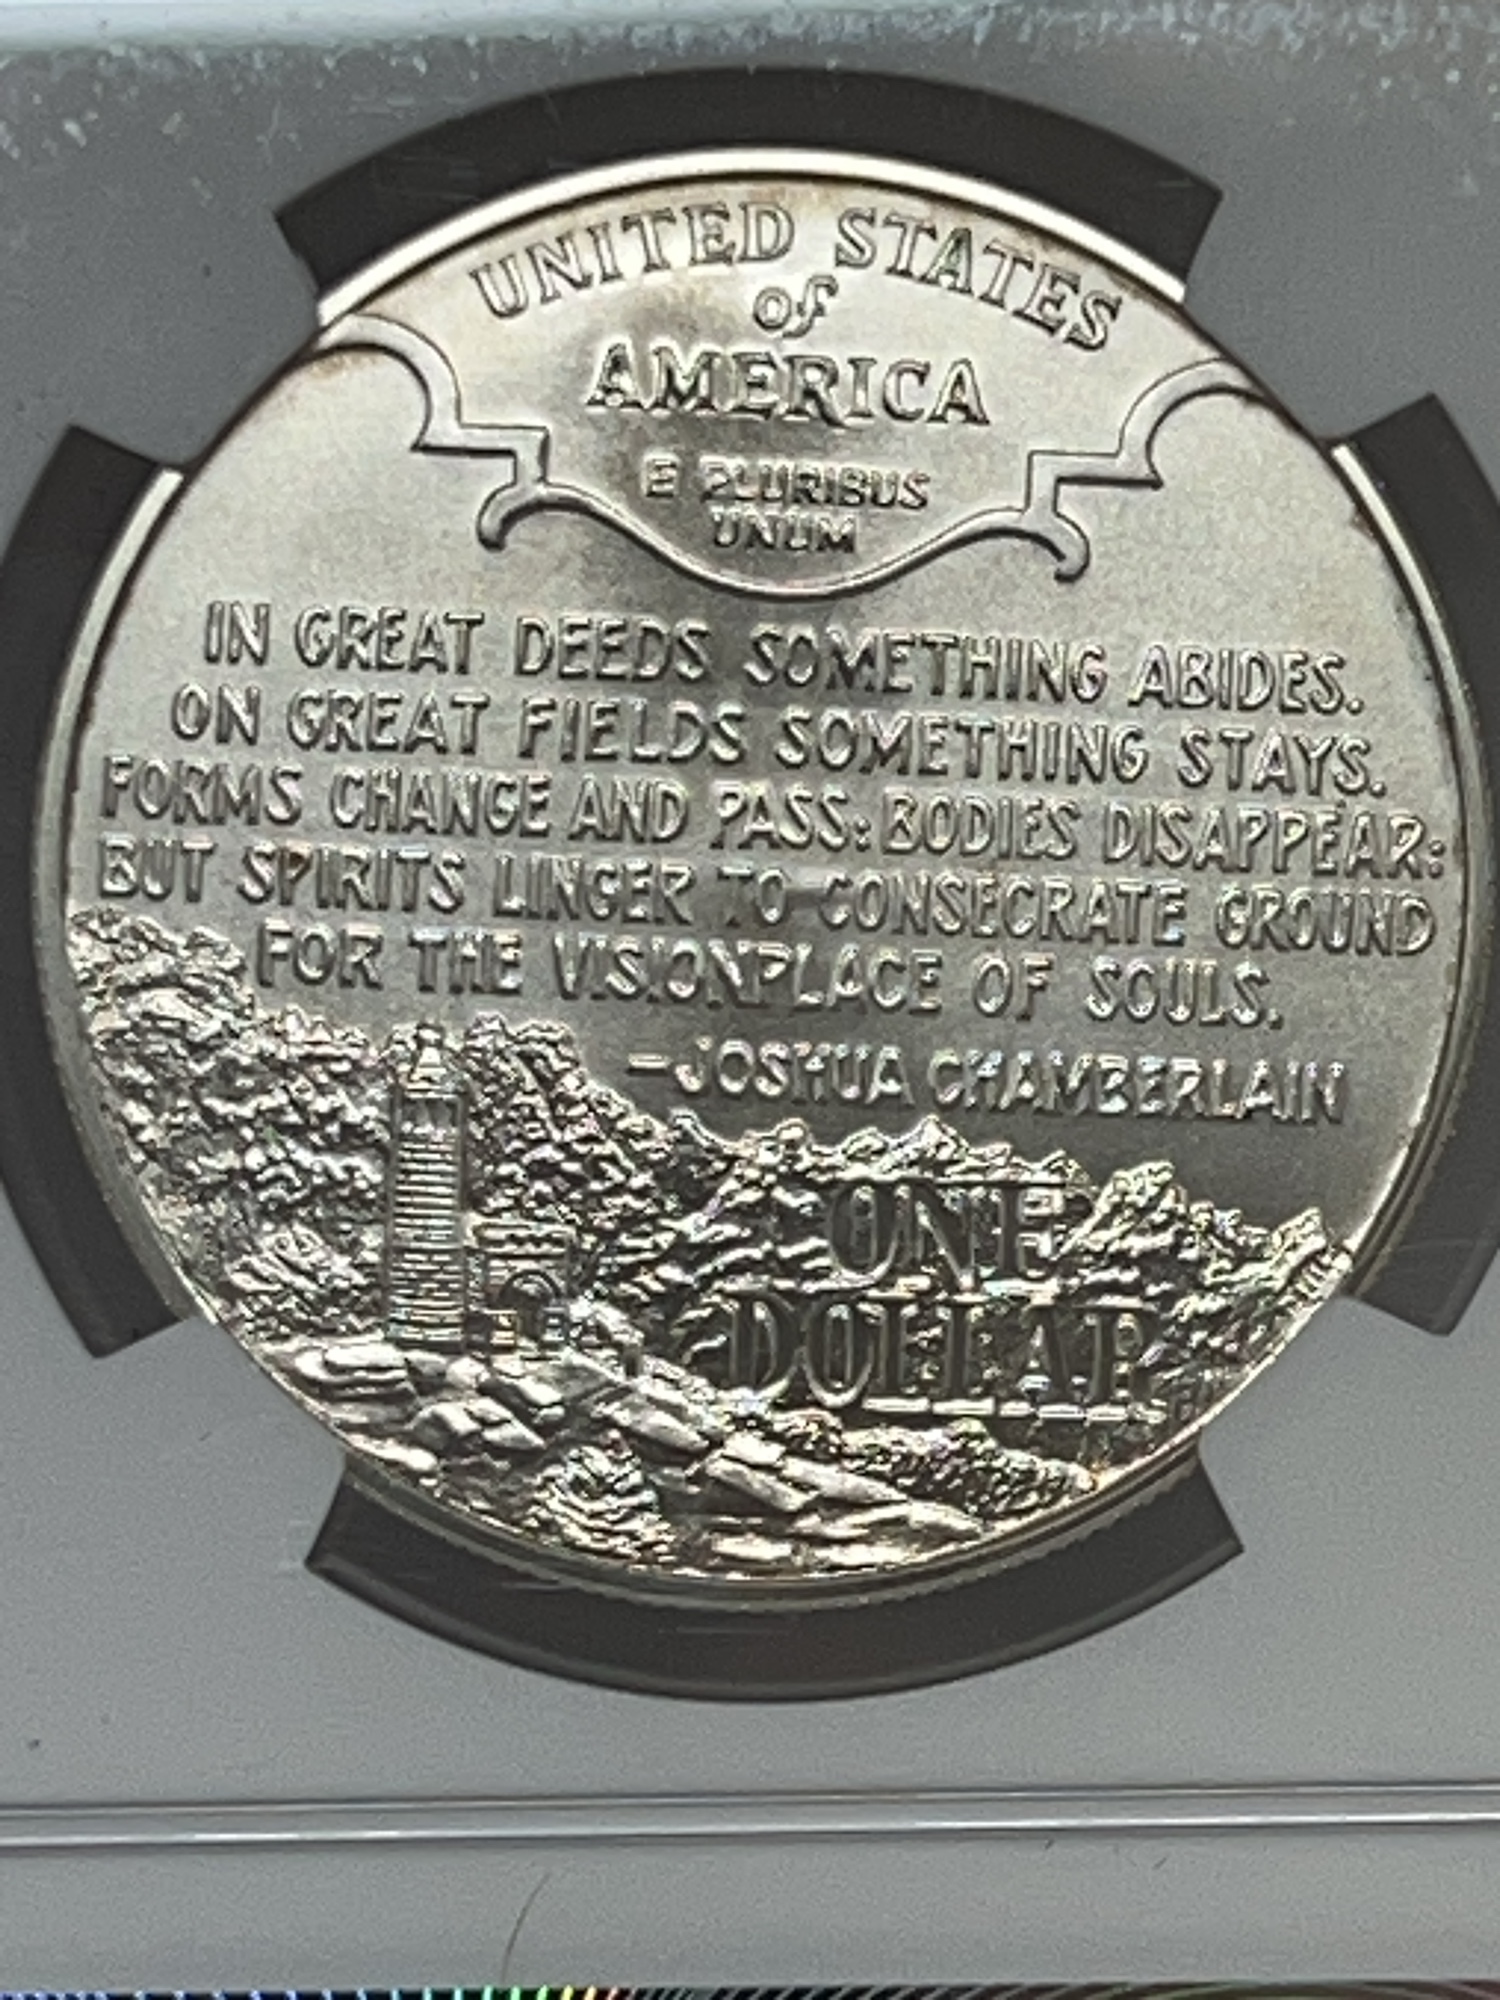 UNITED STATES
of
AMERICA
E PLURIBUS
UNUM
IN GREAT DEEDS SOMETHING ABIDES.
ON GREAT FIELDS SOMETHING STAYS.
FORMS CHANGE AND PASS: BODIES DISAPPEAR:
BUT SPIRITS LINGER TO CONSECRATE GROUND
FOR THE VISIONPLACE OF SOULS.
-JOSHUA CHAMBERLAIN
ONE
DOLLAR